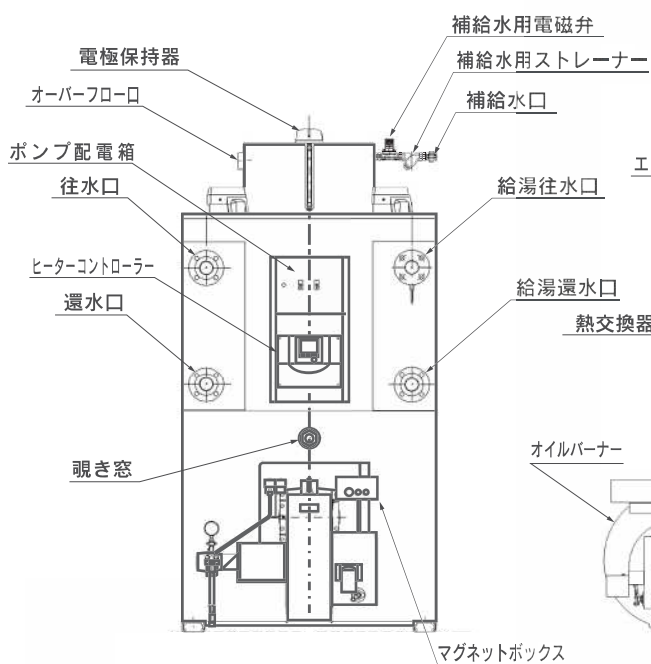 補給水用電磁弁
電極保持器
補給水用ストレーナー
オーバーフロー口
補給水口
ポンプ配電箱
エ
往水口
給湯往水口
ヒーターコントローラー
給湯還水口
還水口
熱交換器
オイルバーナー
覗き窓
マグネットボックス